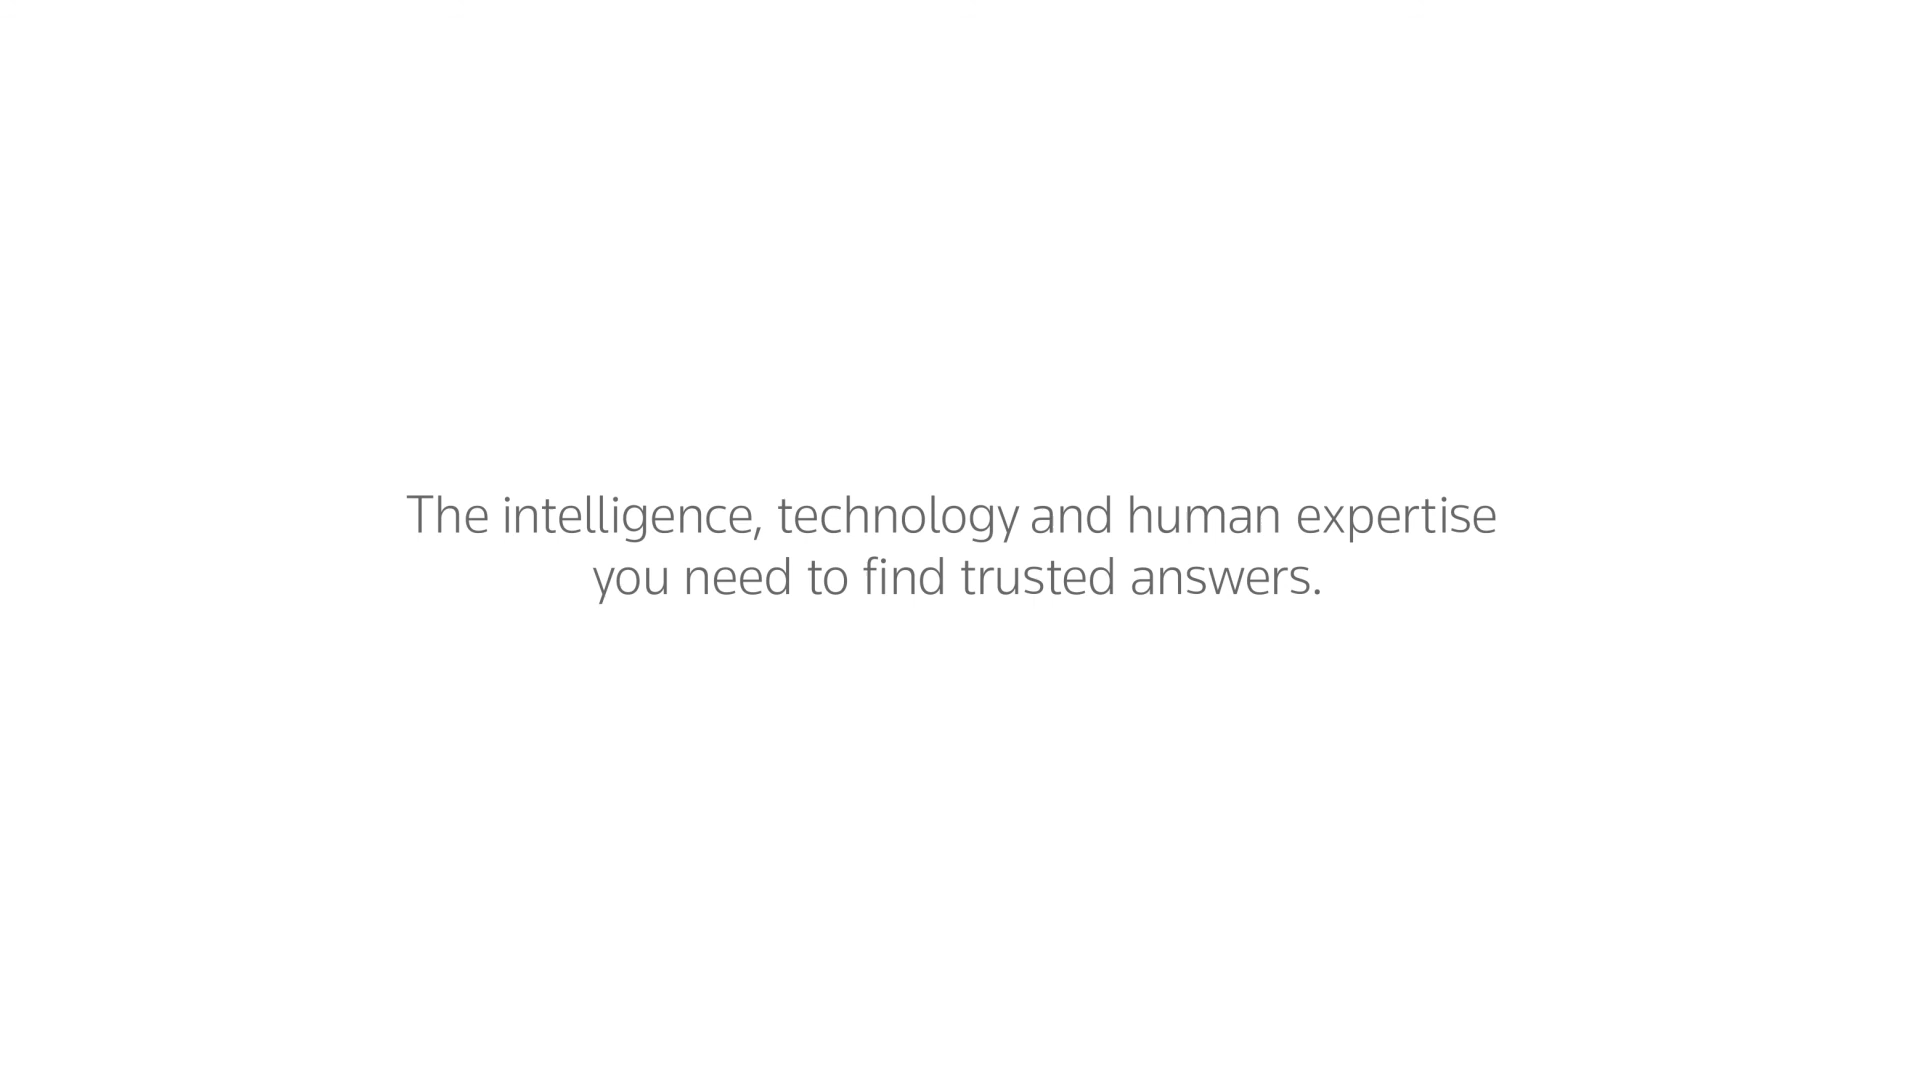 The intelligence, technology and human expertise
you need to find trusted answers.